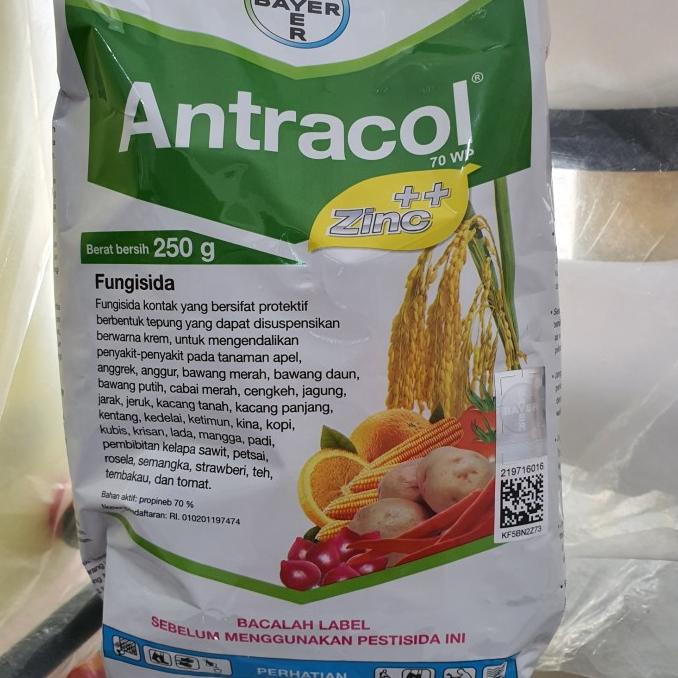 BAYER
E
R
Antracol®
70 WP
Zinc++
Berat bersih 250 g
Fungisida
Fungisida kontak yang bersifat protektif
berbentuk tepung yang dapat disuspensikan
berwarna krem, untuk mengendalikan
penyakit-penyakit pada tanaman apel,
anggrek, anggur, bawang merah, bawang daun,
bawang putih, cabai merah, cengkeh, jagung,
jarak, jeruk, kacang tanah, kacang panjang,
kentang, kedelai, ketimun, kina, kopi,
kubis, krisan, lada, mangga, padi,
pembibitan kelapa sawit, petsai,
rosela, semangka, strawberi, teh,
tembakau, dan tomat.
Bahan aktif: propineb 70 %
RI. 010201197474
BAYER
219716016
KF5BN2Z73
BACALAH LABEL
SEBELUM MENGGUNAKAN PESTISIDA INI
PERHATIAN